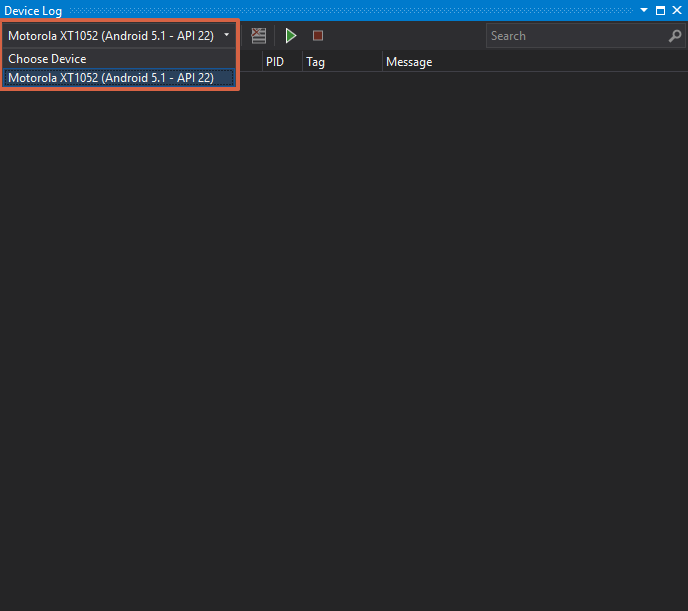 Device Log
Motorola XT1052 (Android 5.1 - API 22)
Search
Choose Device
Motorola XT1052 (Android 5.1 - API 22)
PID Tag Message